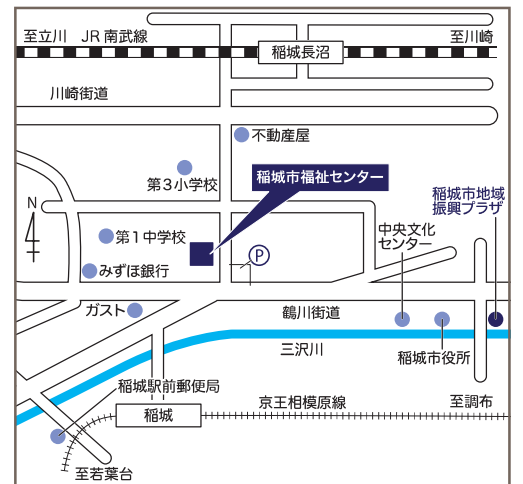 至立川 JR南武線
稲城長沼
至川崎
川崎街道
不動産屋
第3小学校
稲城市福祉センター
稲城市地域
振興プラザ
N
第1中学校
P
中央文化
センター
みずほ銀行
ガスト
鶴川街道
三沢川
稲城市役所
稲城駅前郵便局
稲城
京王相模原線
至調布
至若葉台